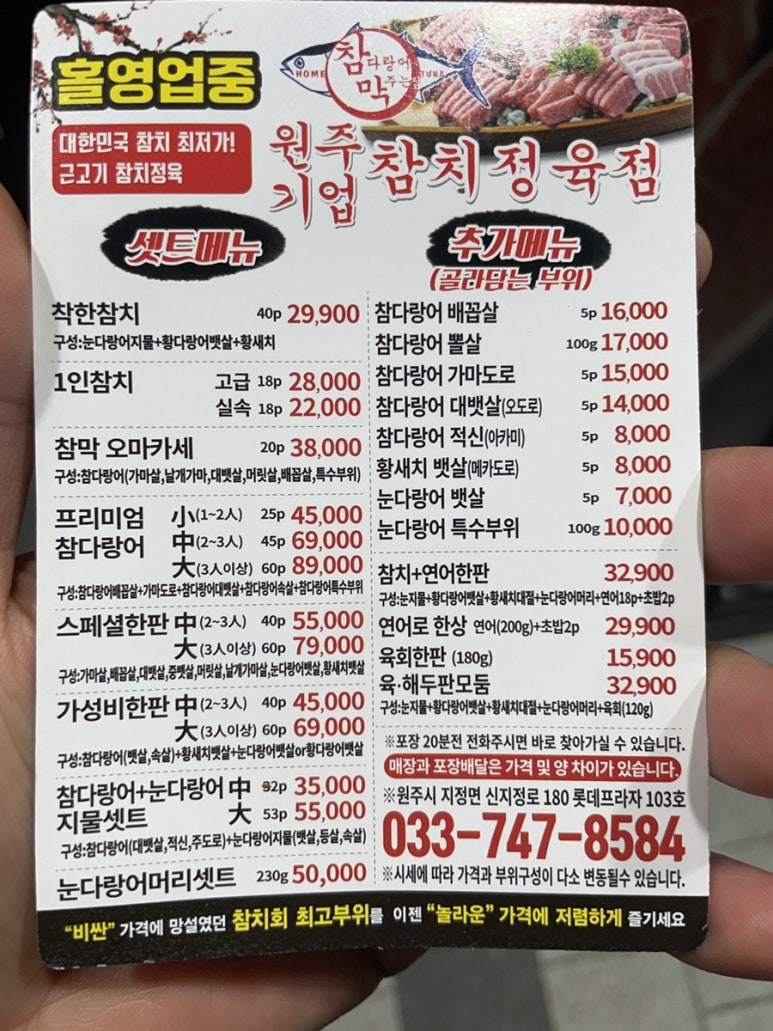 홀영업중
HOME TUNA
참다랑어
막주는집
대한민국 참치 최저가!
근고기 참치정육
원주
기업
참치정육점
셋트메뉴
착한참치 40p 29,900
구성:눈다랑어지물+황다랑어뱃살+황새치
1인참치 고급 18p 28,000
실속 18p 22,000
참막 오마카세 20p 38,000
구성:참다랑어(가마살,날개가마,대뱃살,머릿살,배꼽살,특수부위)
프리미엄 小(1~2人) 25p 45,000
참다랑어 中(2~3人) 45p 69,000
大(3人이상) 60p 89,000
구성:참다랑어배꼽살+가마도로+참다랑어대뱃살+참다랑어속살+참다랑어특수부위
스페셜한판 中(2~3人) 40p 55,000
大(3人이상) 60p 79,000
구성:가마살,배꼽살,대뱃살,중뱃살,머릿살,날개가마살,눈다랑어뱃살,황새치뱃살
가성비한판 中(2~3人) 40p 45,000
大(3人이상) 60p 69,000
구성:참다랑어(뱃살,속살)+황새치뱃살+눈다랑어뱃살or황다랑어뱃살
참다랑어+눈다랑어 中 32p 35,000
지물셋트 大 53p 55,000
구성:참다랑어(대뱃살,적신,주도로)+눈다랑어지물(뱃살,등살,속살)
눈다랑어머리셋트 230g 50,000
추가메뉴
(골라담는 부위)
참다랑어 배꼽살 5p 16,000
참다랑어 뽈살 100g 17,000
참다랑어 가마도로 5p 15,000
참다랑어 대뱃살(오도로) 5p 14,000
참다랑어 적신(아카미) 5p 8,000
황새치 뱃살(메카도로) 5p 8,000
눈다랑어 뱃살 5p 7,000
눈다랑어 특수부위 100g 10,000
참치+연어한판 32,900
구성:눈지물+황다랑어뱃살+황새치대절+눈다랑어머리+연어18p+초밥2p
연어로 한상 연어(200g)+초밥2p 29,900
육회한판 (180g) 15,900
육·해두판모둠 32,900
구성:눈지물+황다랑어뱃살+황새치대절+눈다랑어머리+육회(120g)
※포장 20분전 전화주시면 바로 찾아가실 수 있습니다.
매장과 포장배달은 가격 및 양 차이가 있습니다.
※원주시 지정면 신지정로 180 롯데프라자 103호
033-747-8584
※시세에 따라 가격과 부위구성이 다소 변동될수 있습니다.
"비싼" 가격에 망설였던 참치회 최고부위를 이젠 "놀라운" 가격에 저렴하게 즐기세요